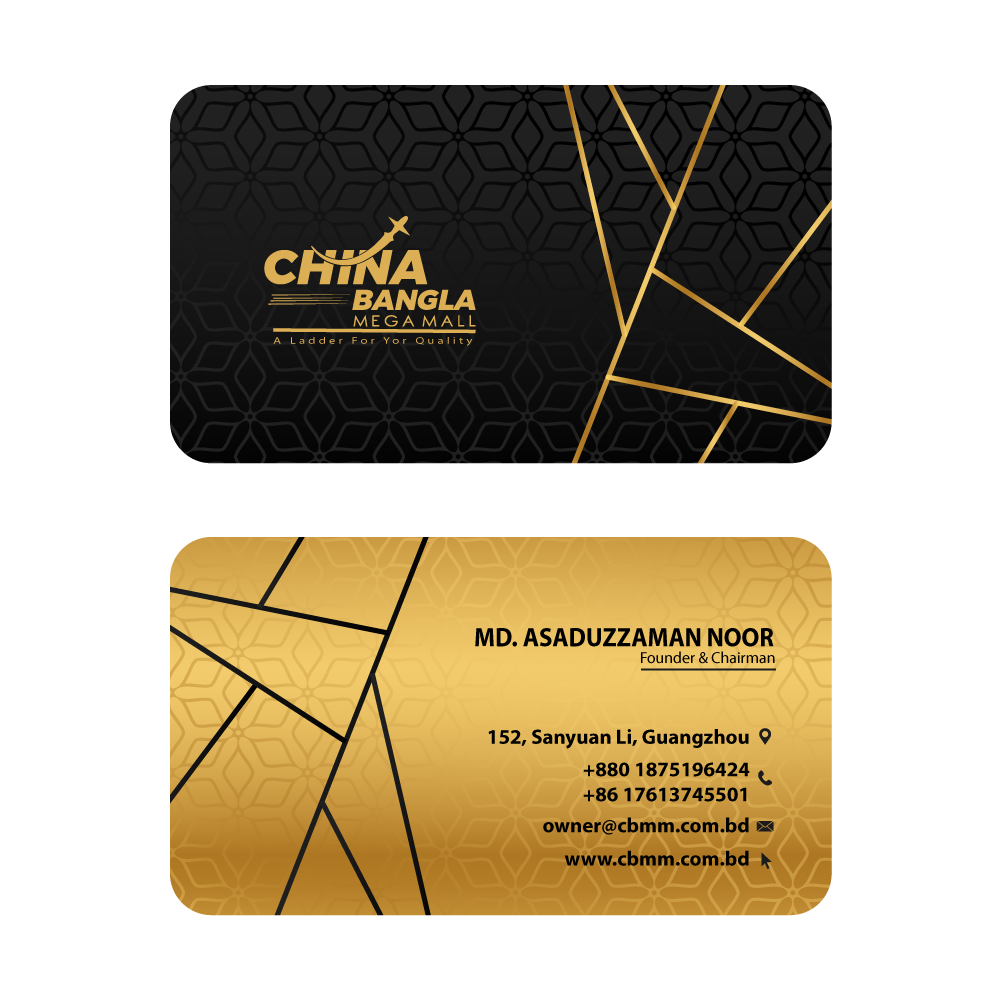 CHINA
BANGLA
MEGA MALL
A Ladder For Yor Quality
MD. ASADUZZAMAN NOOR
Founder & Chairman
152, Sanyuan Li, Guangzhou
+880 1875196424
+86 17613745501
owner@cbmm.com.bd
www.cbmm.com.bd